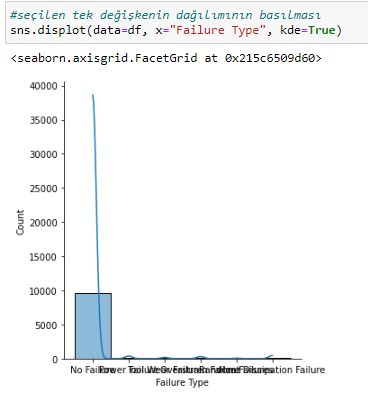 #seçilen tek değişkenin dağılımının basılması
sns.displot(data=df, x="Failure Type", kde=True)
<seaborn.axisgrid.FacetGrid at 0x215c6509d60>
40000
35000
30000
25000
20000
15000
10000
5000
0
Count
No Failure Failure
Failure Type